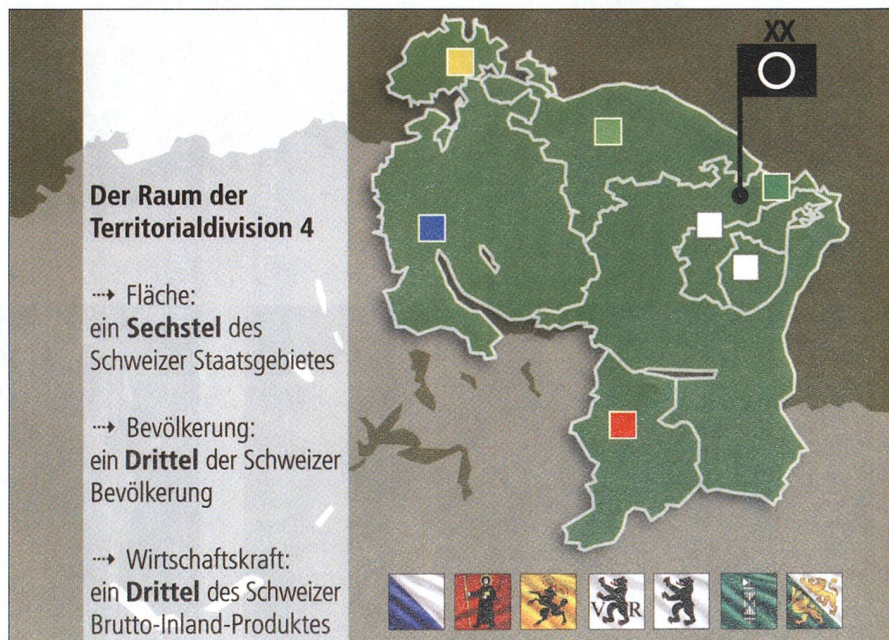 XX
Der Raum der
Territorialdivision 4
⤑ Fläche:
ein Sechstel des
Schweizer Staatsgebietes
⤑ Bevölkerung:
ein Drittel der Schweizer
Bevölkerung
⤑ Wirtschaftskraft:
ein Drittel des Schweizer
Brutto-Inland-Produktes
V R